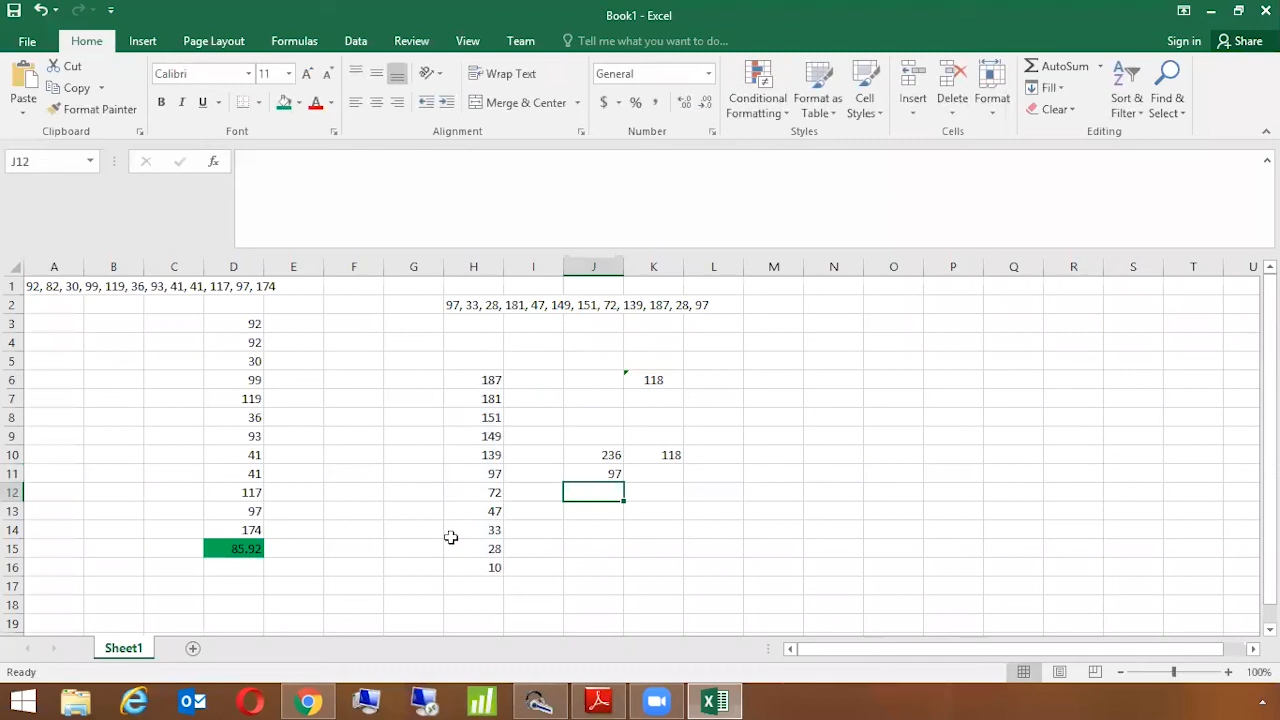 Book1 - Excel
File Home Insert Page Layout Formulas Data Review View Team Tell me what you want to do... Sign in Share
Paste Cut Copy Format Painter Clipboard
Calibri 11 A A B I U A Font
Wrap Text Merge & Center Alignment
General $ % , Number
Conditional Formatting Format as Table Cell Styles Styles
Insert Delete Format Cells
AutoSum Fill Clear Sort & Filter Find & Select Editing
J12 fx
A B C D E F G H I J K L M N O P Q R S T U
1 92, 82, 30, 99, 119, 36, 93, 41, 41, 117, 97, 174
2 97, 33, 28, 181, 47, 149, 151, 72, 139, 187, 28, 97
3 92
4 92
5 30
6 99 187 118
7 119 181
8 36 151
9 93 149
10 41 139 236 118
11 41 97 97
12 117 72
13 97 47
14 174 33
15 85.92 28
16 10
17
18
19
Sheet1
Ready 100%